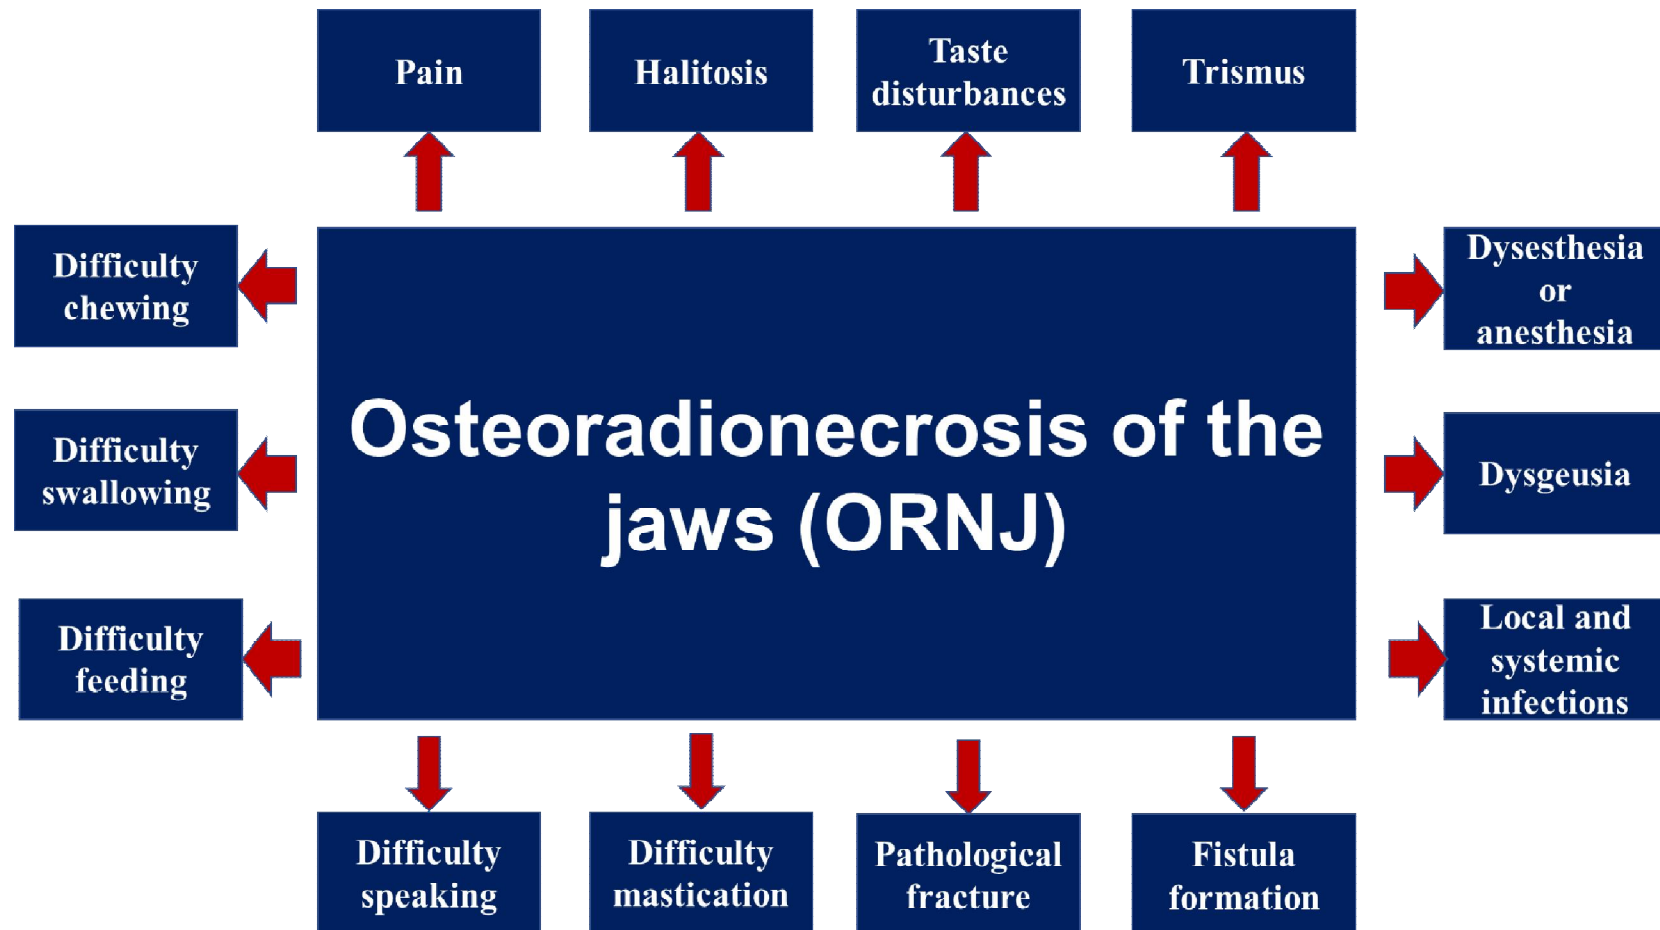 Pain
Halitosis
Taste
disturbances
Trismus
Difficulty
chewing
Dysesthesia
or
anesthesia
Osteoradionecrosis of the
jaws (ORNJ)
Difficulty
swallowing
Dysgeusia
Difficulty
feeding
Local and
systemic
infections
Difficulty
speaking
Difficulty
mastication
Pathological
fracture
Fistula
formation